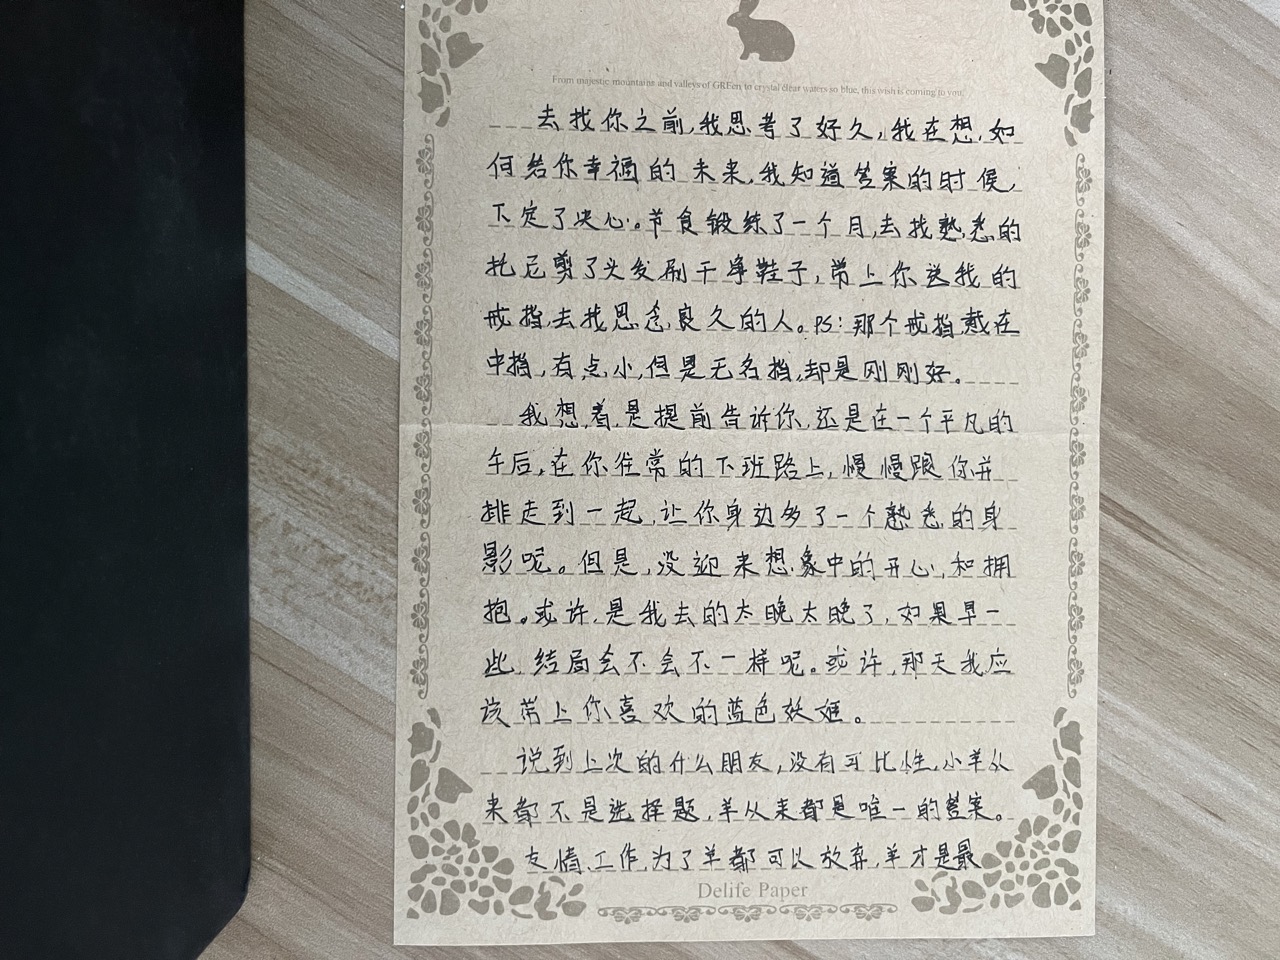 From majestic mountains and valleys of GREen to crystal clear waters so blue, this wish is coming to you.
去找你之前,我思考了好久,我在想,如
何给你幸福的未来,我知道答案的时候,
下定了决心。节食锻练了一个月,去找熟悉的
托尼剪了头发刷干净鞋子,带上你送我的
戒指,去找思念良久的人。PS:那个戒指,戴在
中指,有点小,但是无名指,却是刚刚好。
我想着,是提前告诉你,还是在一个平凡的
午后,在你往常的下班路上,慢慢跟你并
排走到一起,让你身边多了一个熟悉的身
影呢。但是,没迎来想象中的开心,和拥
抱。或许,是我去的太晚太晚了,如果早一
些,结局会不会不一样呢。或许,那天我应
该带上你喜欢的蓝色妖姬。
说到上次的什么朋友,没有可比性,小羊从
来都不是选择题,羊从来都是唯一的答案。
友情,工作,为了羊都可以放弃,羊才是最
Delife Paper